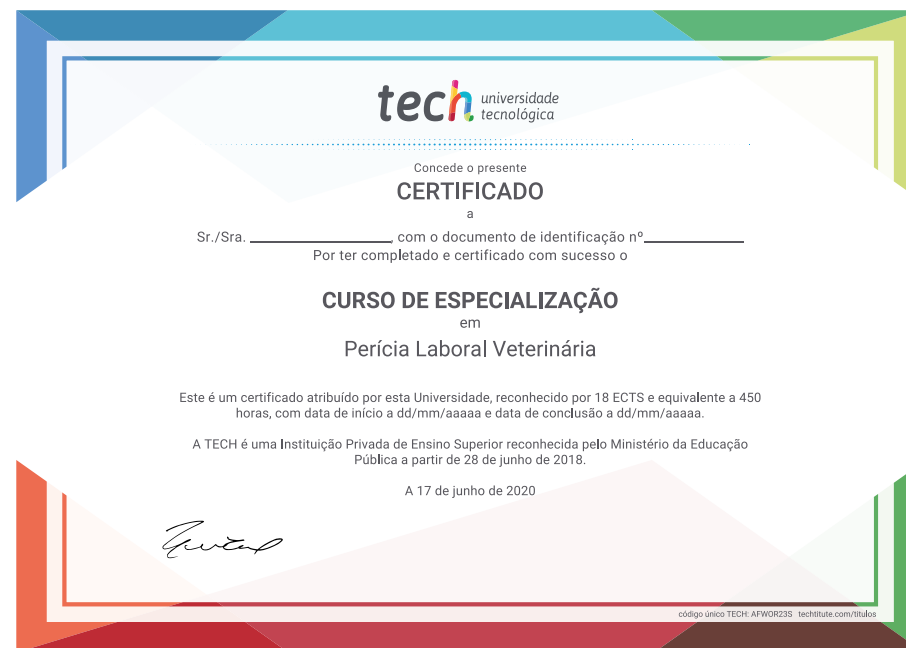 tech universidade
tecnológica
Concede o presente
CERTIFICADO
a
Sr./Sra. ________________, com o documento de identificação nº____________
Por ter completado e certificado com sucesso o
CURSO DE ESPECIALIZAÇÃO
em
Perícia Laboral Veterinária
Este é um certificado atribuído por esta Universidade, reconhecido por 18 ECTS e equivalente a 450
horas, com data de início a dd/mm/aaaaa e data de conclusão a dd/mm/aaaaa.
A TECH é uma Instituição Privada de Ensino Superior reconhecida pelo Ministério da Educação
Pública a partir de 28 de junho de 2018.
A 17 de junho de 2020
código único TECH: AFWOR23S techtitute.com/titulos